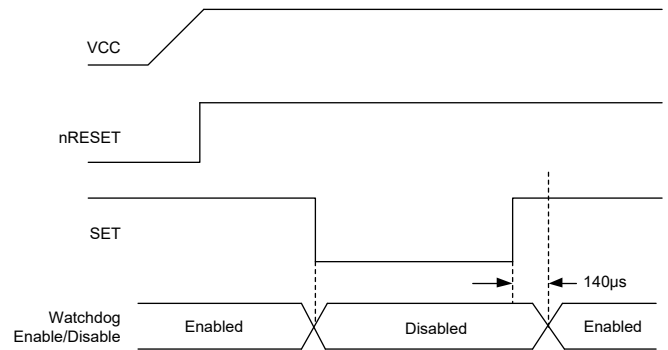 VCC
nRESET
SET
140µs
Watchdog
Enable/Disable
Enabled
Disabled
Enabled